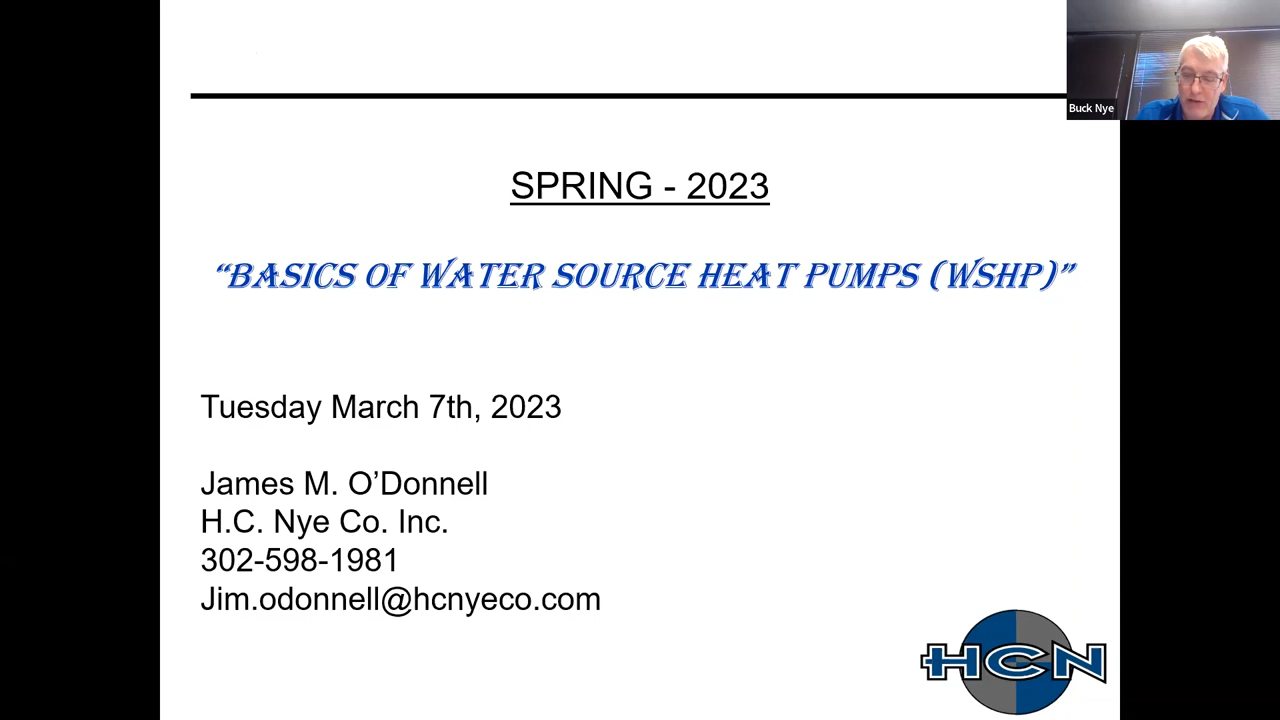 Buck Nye
SPRING - 2023
“BASICS OF WATER SOURCE HEAT PUMPS (WSHP)”
Tuesday March 7th, 2023
James M. O’Donnell
H.C. Nye Co. Inc.
302-598-1981
Jim.odonnell@hcnyeco.com
HCN